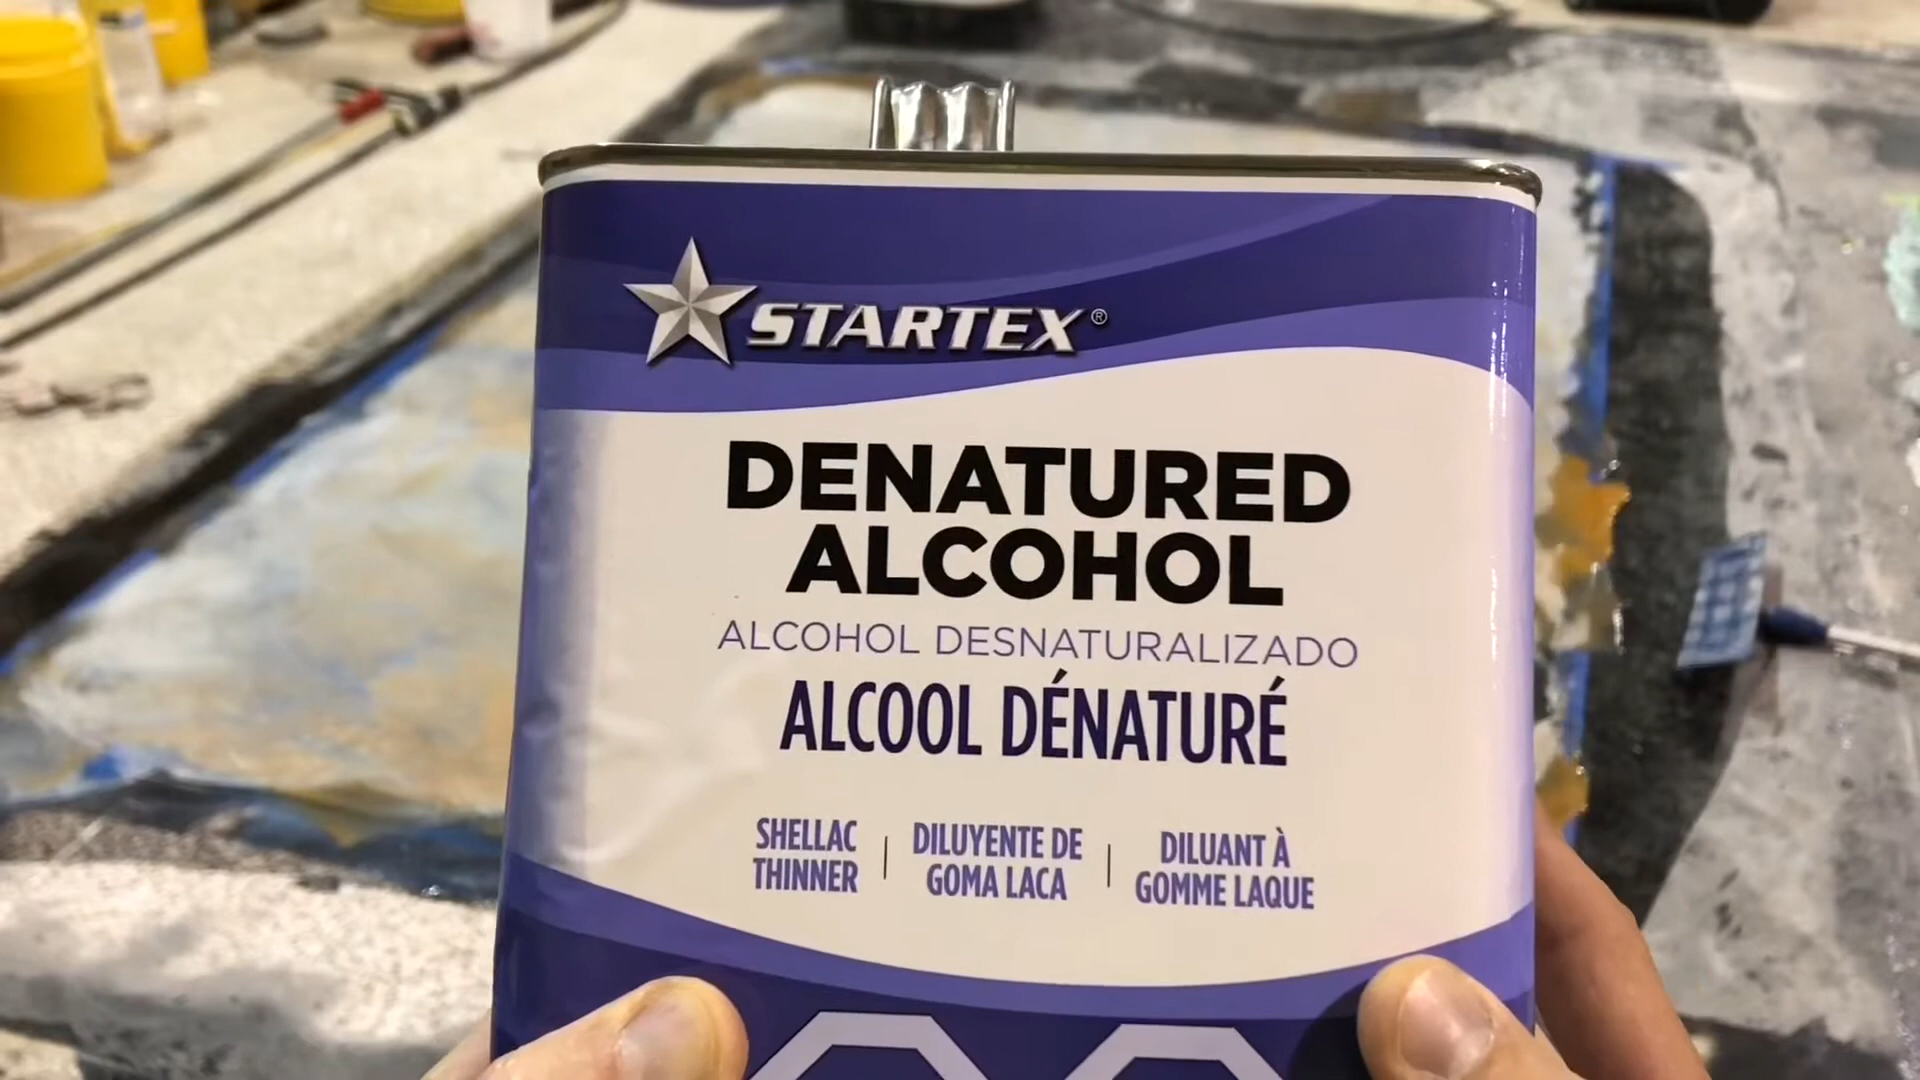 STARTEX®
DENATURED
ALCOHOL
ALCOHOL DESNATURALIZADO
ALCOOL DÉNATURÉ
SHELLAC
THINNER
DILUYENTE DE
GOMA LACA
DILUANT À
GOMME LAQUE